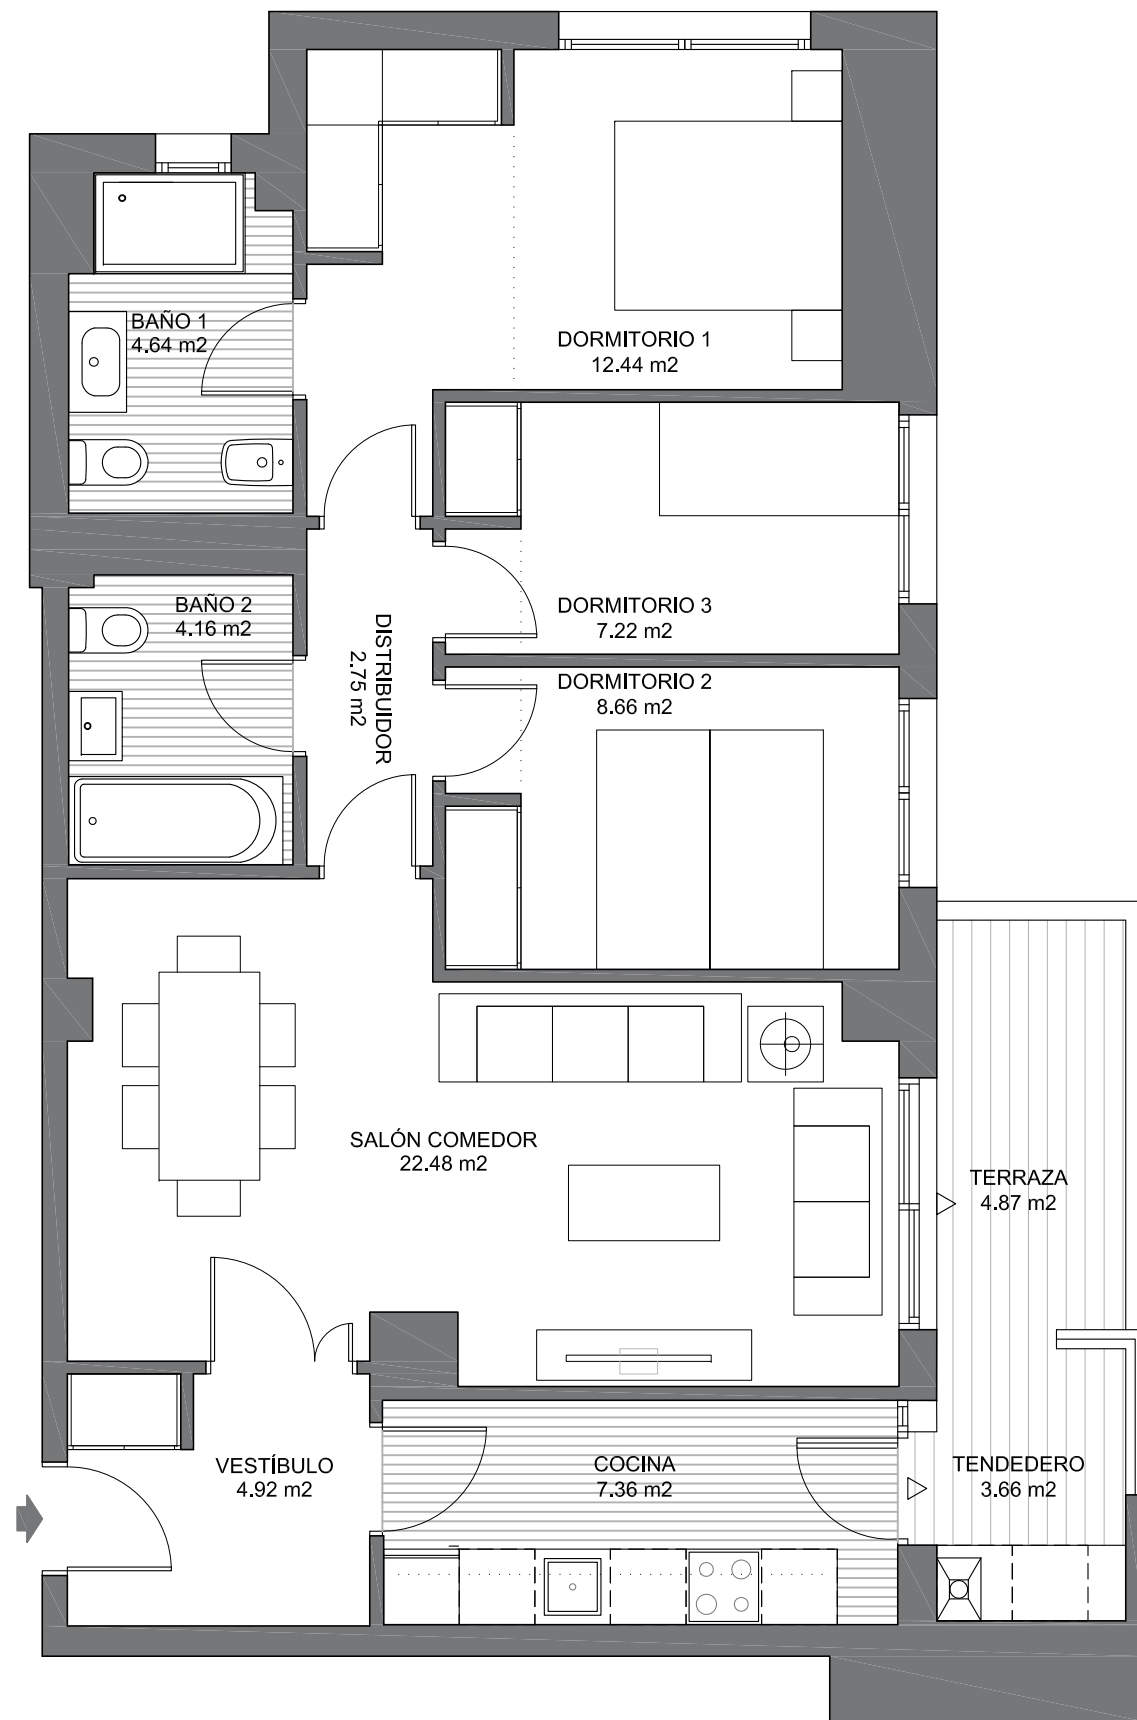 BAÑO 1
4.64 m2
DORMITORIO 1
12.44 m2
BAÑO 2
4.16 m2
DISTRIBUIDOR
2.75 m2
DORMITORIO 3
7.22 m2
DORMITORIO 2
8.66 m2
SALÓN COMEDOR
22.48 m2
TERRAZA
4.87 m2
VESTÍBULO
4.92 m2
COCINA
7.36 m2
TENDEDERO
3.66 m2